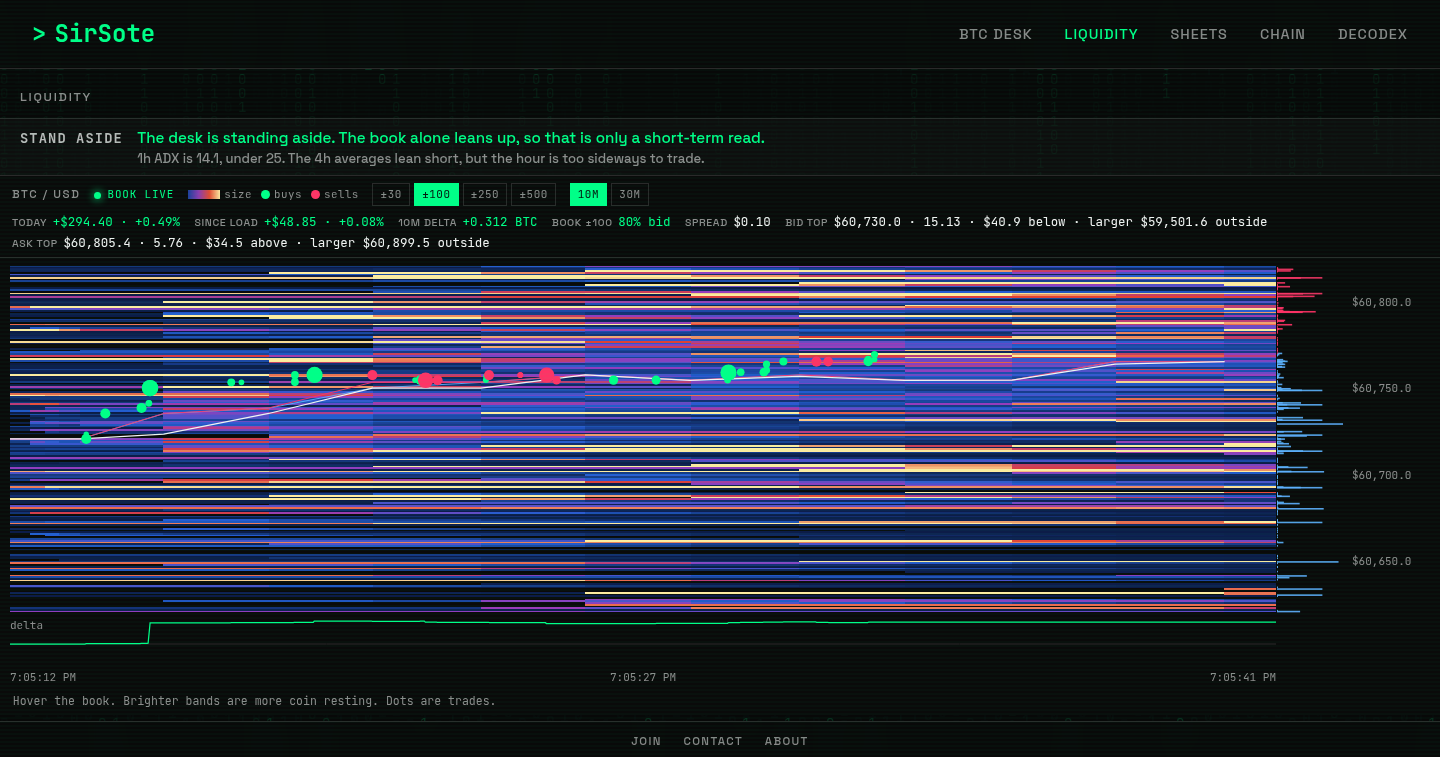 > SirSote
BTC DESK LIQUIDITY SHEETS CHAIN DECODEX
LIQUIDITY
STAND ASIDE The desk is standing aside. The book alone leans up, so that is only a short-term read.
1h ADX is 14.1, under 25. The 4h averages lean short, but the hour is too sideways to trade.
BTC / USD BOOK LIVE size buys sells ±30 ±100 ±250 ±500 10M 30M
TODAY +$294.40 · +0.49% SINCE LOAD +$48.85 · +0.08% 10M DELTA +0.312 BTC BOOK ±100 80% bid SPREAD $0.10 BID TOP $60,730.0 · 15.13 · $40.9 below · larger $59,501.6 outside
ASK TOP $60,805.4 · 5.76 · $34.5 above · larger $60,899.5 outside
$60,800.0
$60,750.0
$60,700.0
$60,650.0
delta
7:05:12 PM 7:05:27 PM 7:05:41 PM
Hover the book. Brighter bands are more coin resting. Dots are trades.
JOIN CONTACT ABOUT